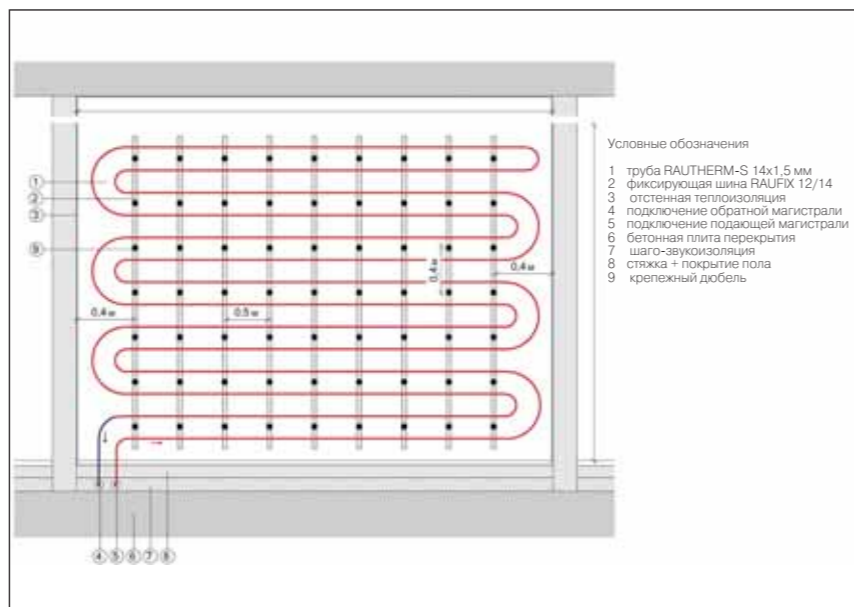 Условные обозначения
1 труба RAUTHERM-S 14x1,5 мм
2 фиксирующая шина RAUFIX 12/14
3 отстенная теплоизоляция
4 подключение обратной магистрали
5 подключение подающей магистрали
6 бетонная плита перекрытия
7 шаго-звукоизоляция
8 стяжка + покрытие пола
9 крепежный дюбель
1
2
3
9
0,4 м
0,4 м
0,4 м
0,5 м
4 5 6 7 8